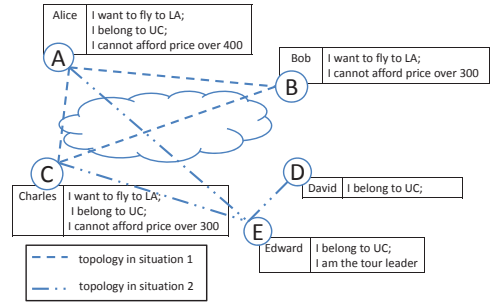 Alice
I want to fly to LA;
I belong to UC;
I cannot afford price over 400
A
Bob
I want to fly to LA;
I cannot afford price over 300
B
C
Charles
I want to fly to LA;
I belong to UC;
I cannot afford price over 300
D
David
I belong to UC;
E
Edward
I belong to UC;
I am the tour leader
topology in situation 1
topology in situation 2